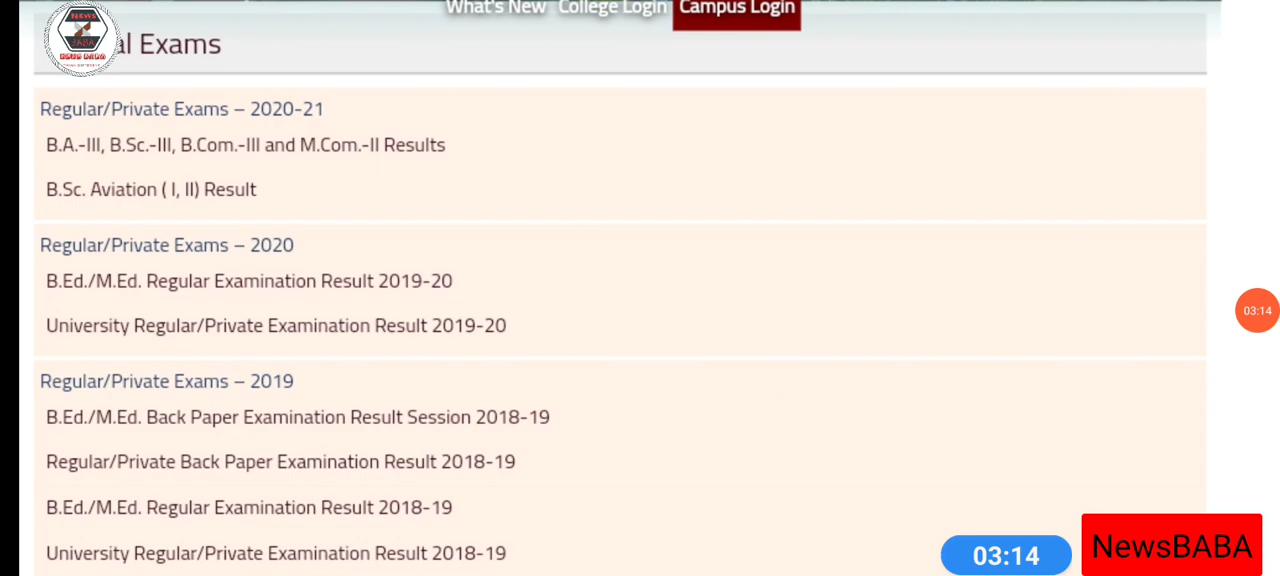 What's New College Login Campus Login
NEWS
BABA
al Exams
Regular/Private Exams – 2020-21
B.A.-III, B.Sc.-III, B.Com.-III and M.Com.-II Results
B.Sc. Aviation ( I, II) Result
Regular/Private Exams – 2020
B.Ed./M.Ed. Regular Examination Result 2019-20
03:14
University Regular/Private Examination Result 2019-20
Regular/Private Exams – 2019
B.Ed./M.Ed. Back Paper Examination Result Session 2018-19
Regular/Private Back Paper Examination Result 2018-19
B.Ed./M.Ed. Regular Examination Result 2018-19
University Regular/Private Examination Result 2018-19
03:14
NewsBABA